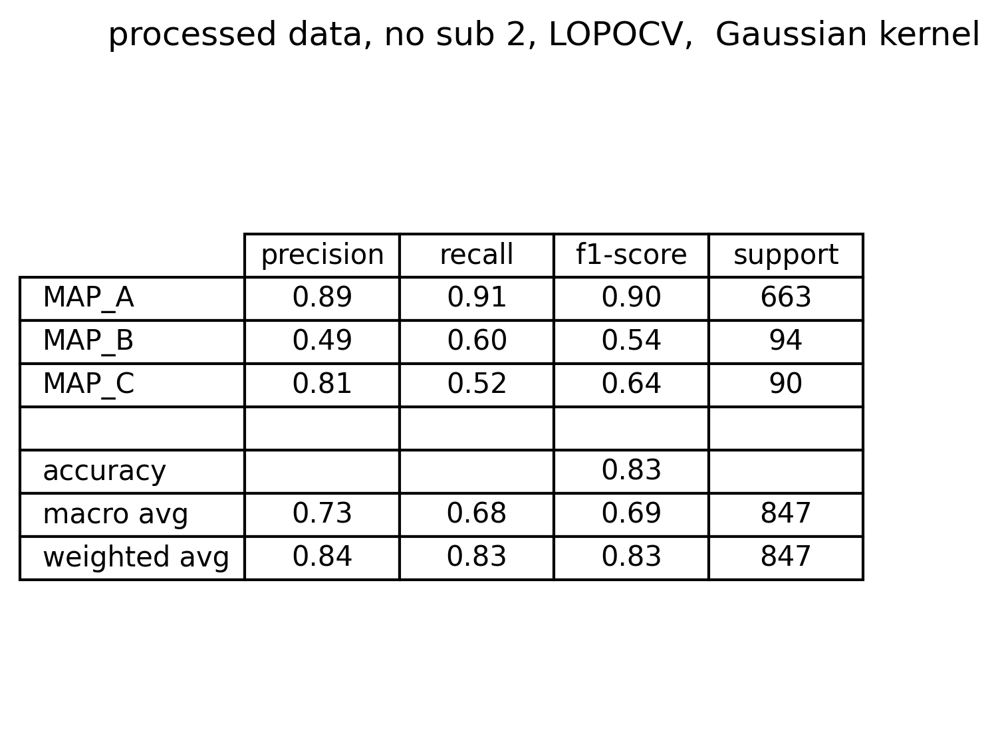 processed data, no sub 2, LOPOCV,  Gaussian kernel
precision recall f1-score support
MAP_A 0.89 0.91 0.90 663
MAP_B 0.49 0.60 0.54 94
MAP_C 0.81 0.52 0.64 90
accuracy 0.83
macro avg 0.73 0.68 0.69 847
weighted avg 0.84 0.83 0.83 847